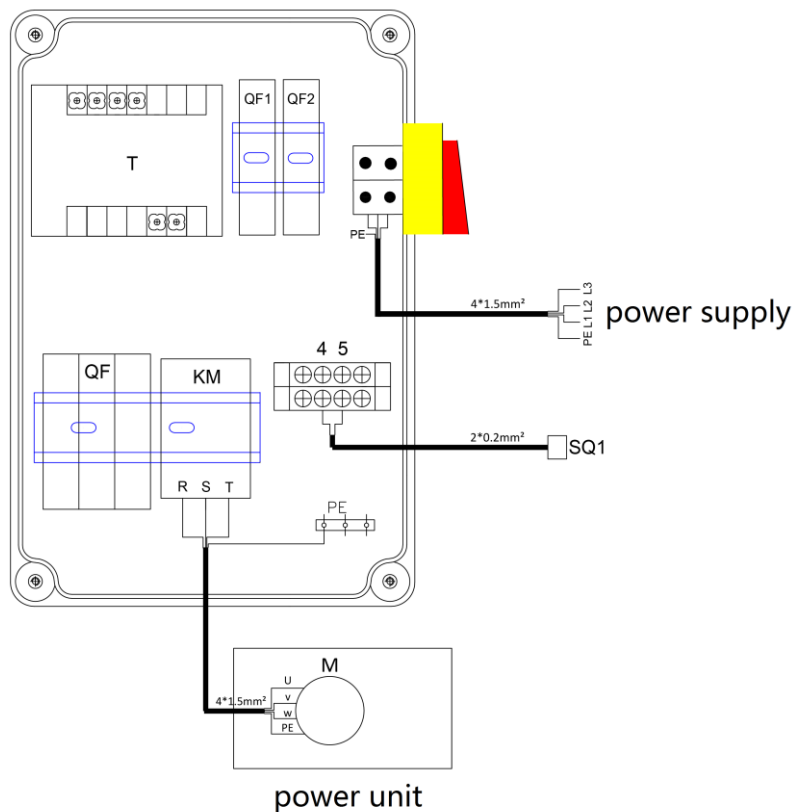 T
QF1 QF2
PE
4*1.5mm²
L3
L2
L1
PE
power supply
QF
KM
R S T
4 5
2*0.2mm²
SQ1
PE
M
U
v
w
PE
4*1.5mm²
power unit